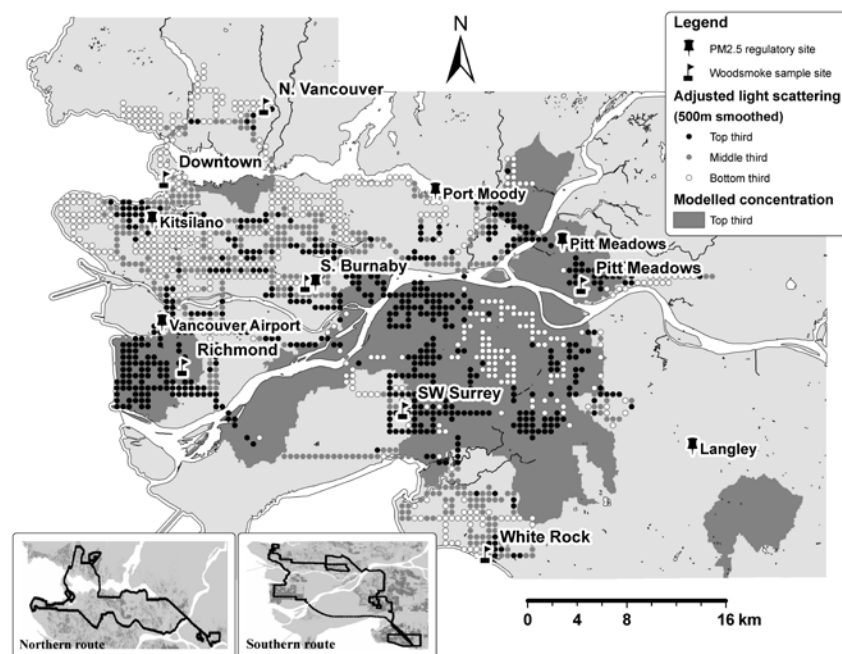 N
Legend
PM2.5 regulatory site
Woodsmoke sample site
Adjusted light scattering
(500m smoothed)
Top third
Middle third
Bottom third
Modelled concentration
Top third
N. Vancouver
Downtown
Port Moody
Kitsilano
Pitt Meadows
S. Burnaby
Pitt Meadows
Vancouver Airport
Richmond
SW Surrey
Langley
White Rock
Northern route
Southern route
0 4 8 16 km